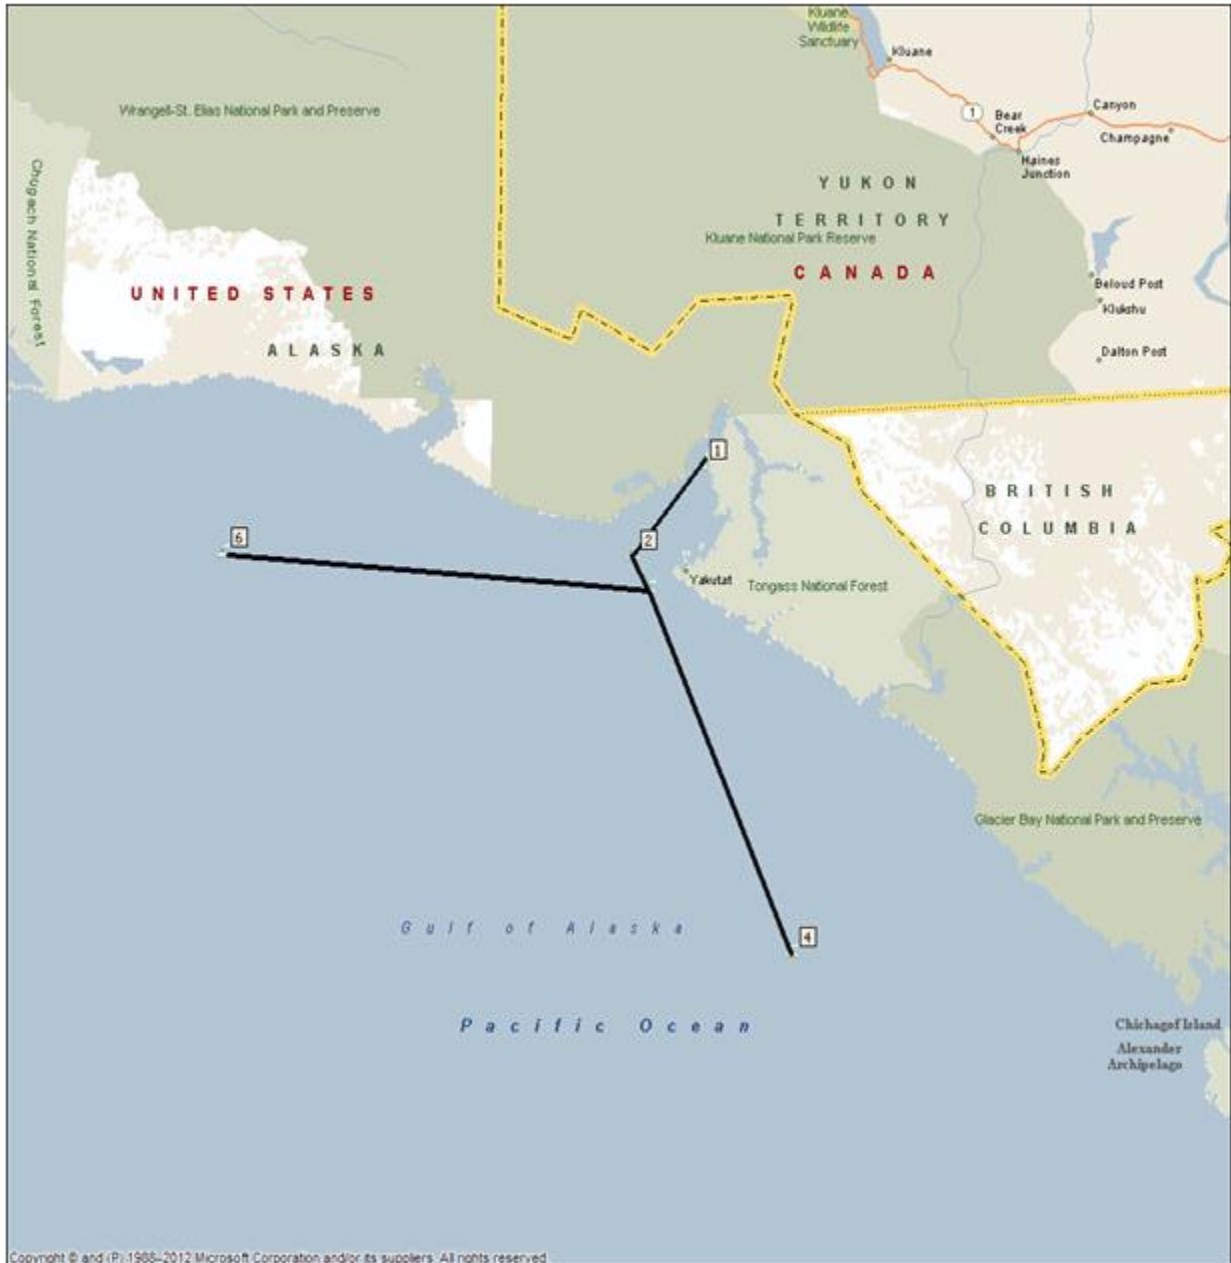 Kluane
Wildlife
Sanctuary
Kluane
Wrangell-St. Elias National Park and Preserve
1
Bear
Creek
Canyon
Champagne
Haines
Junction
Chugach National Forest
YUKON
TERRITORY
Kluane National Park Reserve
CANADA
UNITED STATES
Beloud Post
Klukshu
ALASKA
Dalton Post
1
BRITISH
COLUMBIA
6
2
Yakutat
Tongass National Forest
Glacier Bay National Park and Preserve
Gulf of Alaska
4
Pacific Ocean
Chichagof Island
Alexander
Archipelago
Copyright © and (P) 1988–2012 Microsoft Corporation and/or its suppliers. All rights reserved.